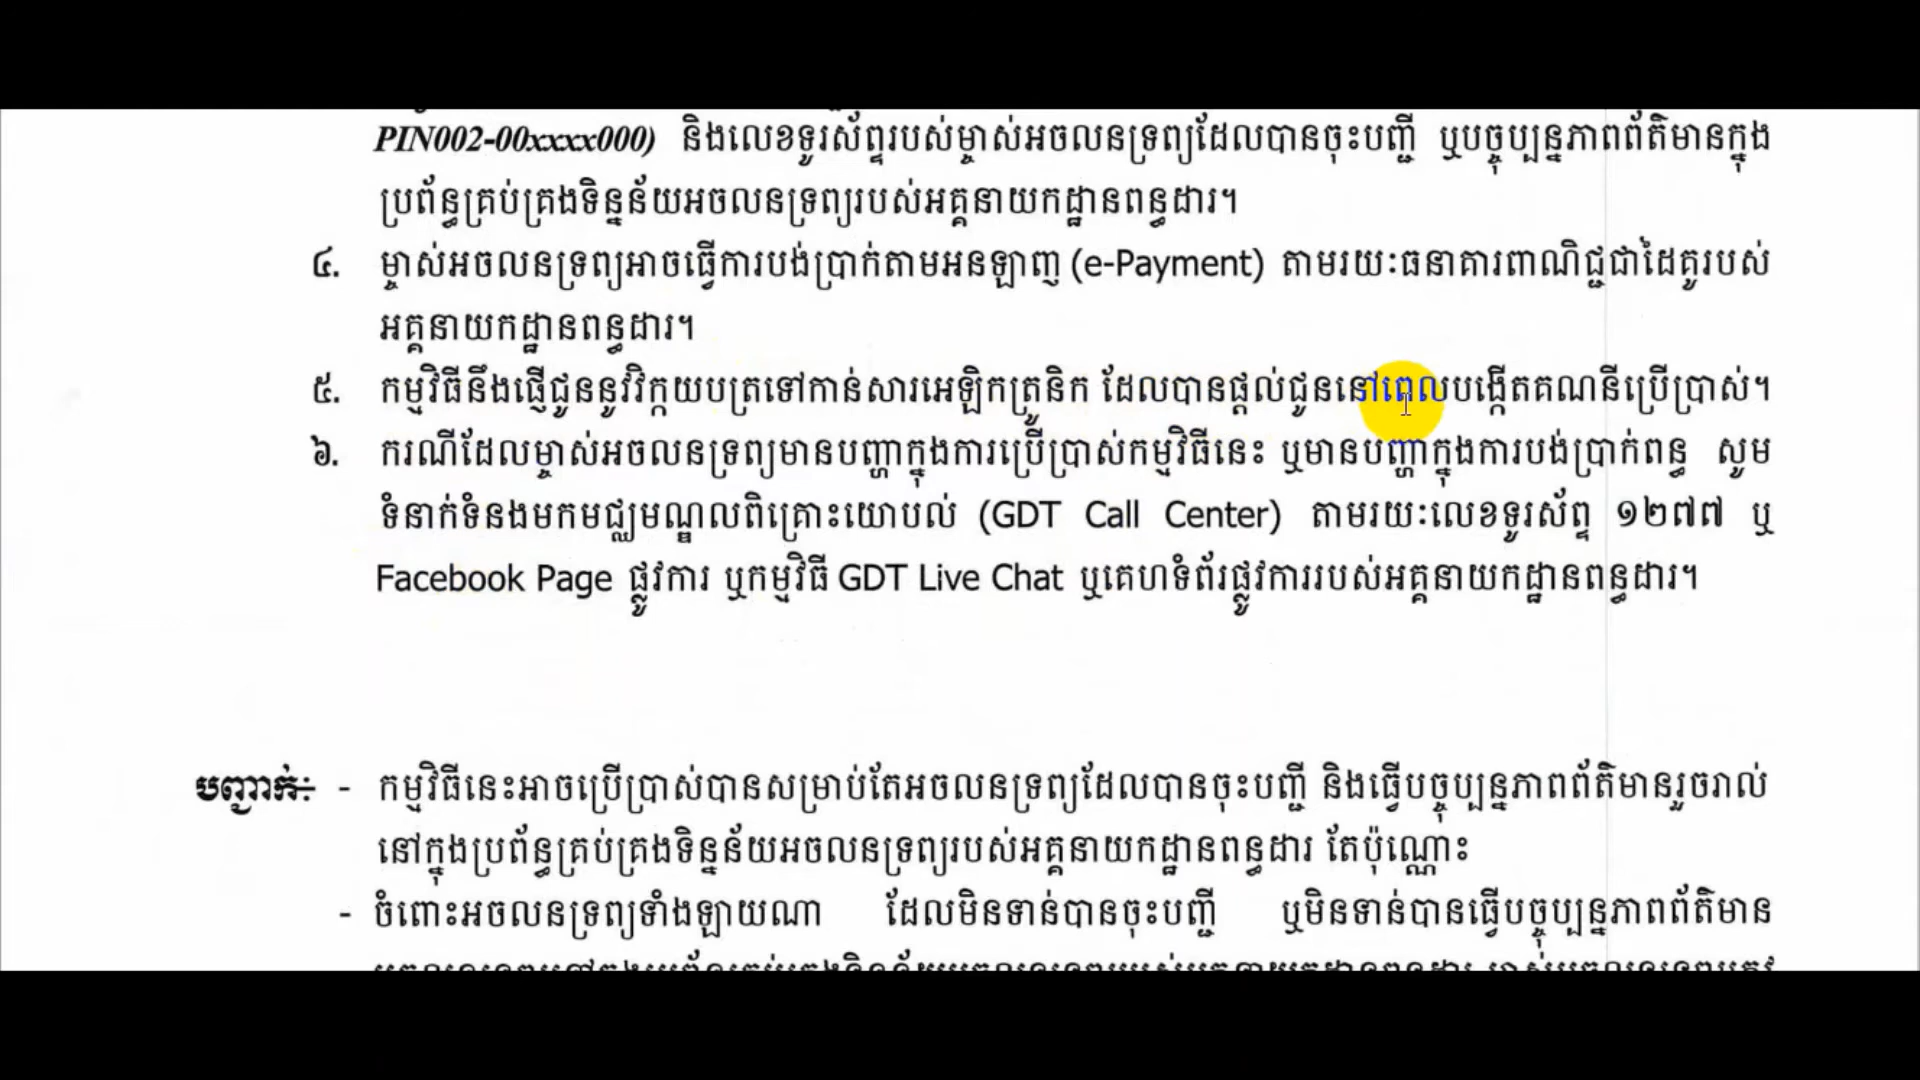 PIN002-00xxxx000) និងលេខទូរស័ព្ទរបស់ម្ចាស់អចលនទ្រព្យដែលបានចុះបញ្ជី ឬបច្ចុប្បន្នភាពព័ត៌មានក្នុង
ប្រព័ន្ធគ្រប់គ្រងទិន្នន័យអចលនទ្រព្យរបស់អគ្គនាយកដ្ឋានពន្ធដារ។
៤. ម្ចាស់អចលនទ្រព្យអាចធ្វើការបង់ប្រាក់តាមអនឡាញ (e-Payment) តាមរយៈធនាគារពាណិជ្ជជាដៃគូរបស់
អគ្គនាយកដ្ឋានពន្ធដារ។
៥. កម្មវិធីនឹងផ្ញើជូននូវវិក្កយបត្រទៅកាន់សារអេឡិកត្រូនិក ដែលបានផ្តល់ជូននៅពេលបង្កើតគណនីប្រើប្រាស់។
៦. ករណីដែលម្ចាស់អចលនទ្រព្យមានបញ្ហាក្នុងការប្រើប្រាស់កម្មវិធីនេះ ឬមានបញ្ហាក្នុងការបង់ប្រាក់ពន្ធ សូម
ទំនាក់ទំនងមកមជ្ឈមណ្ឌលពិគ្រោះយោបល់ (GDT Call Center) តាមរយៈលេខទូរស័ព្ទ ១២៧៧ ឬ
Facebook Page ផ្លូវការ ឬកម្មវិធី GDT Live Chat ឬគេហទំព័រផ្លូវការរបស់អគ្គនាយកដ្ឋានពន្ធដារ។
បញ្ជាក់ៈ - កម្មវិធីនេះអាចប្រើប្រាស់បានសម្រាប់តែអចលនទ្រព្យដែលបានចុះបញ្ជី និងធ្វើបច្ចុប្បន្នភាពព័ត៌មានរួចរាល់
នៅក្នុងប្រព័ន្ធគ្រប់គ្រងទិន្នន័យអចលនទ្រព្យរបស់អគ្គនាយកដ្ឋានពន្ធដារ តែប៉ុណ្ណោះ
- ចំពោះអចលនទ្រព្យទាំងឡាយណា ដែលមិនទាន់បានចុះបញ្ជី ឬមិនទាន់បានធ្វើបច្ចុប្បន្នភាពព័ត៌មាន